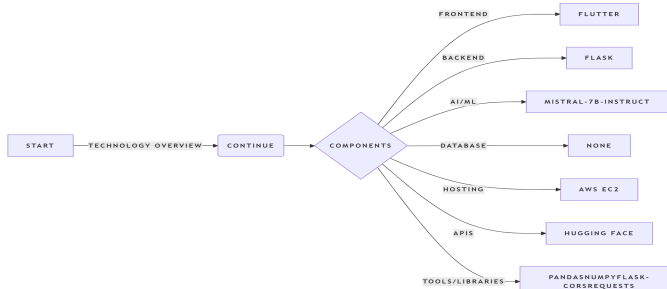 FRONTEND
FLUTTER
BACKEND
FLASK
AI/ML
MISTRAL-7B-INSTRUCT
START
TECHNOLOGY OVERVIEW
CONTINUE
COMPONENTS
DATABASE
NONE
HOSTING
AWS EC2
APIS
HUGGING FACE
TOOLS/LIBRARIES
PANDASNUMPYFLASK-
CORSREQUESTS